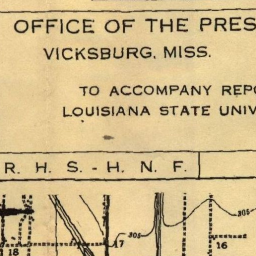 OFFICE OF THE PRES
VICKSBURG, MISS.
TO ACCOMPANY REPO
LOUISIANA STATE UNIV
R. H. S. - H. N. F.
305
305
17
16
18